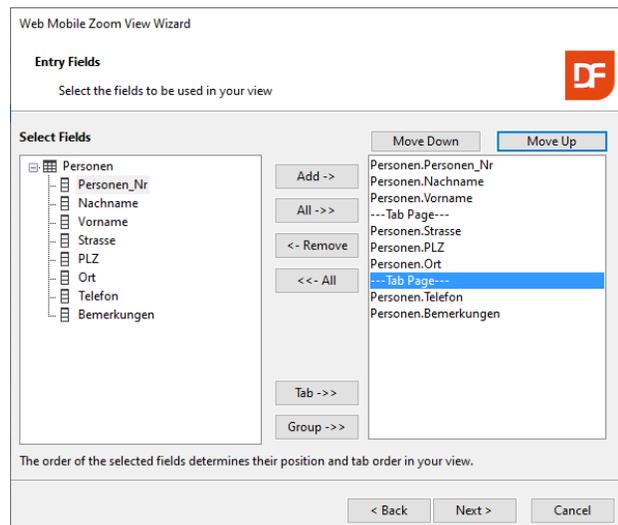 Web Mobile Zoom View Wizard
Entry Fields
Select the fields to be used in your view
DF
Select Fields
Move Down
Move Up
Personen
Personen_Nr
Nachname
Vorname
Strasse
PLZ
Ort
Telefon
Bemerkungen
Add ->
All ->>
<- Remove
<<- All
Tab ->>
Group ->>
Personen.Personen_Nr
Personen.Nachname
Personen.Vorname
---Tab Page---
Personen.Strasse
Personen.PLZ
Personen.Ort
---Tab Page---
Personen.Telefon
Personen.Bemerkungen
The order of the selected fields determines their position and tab order in your view.
< Back
Next >
Cancel